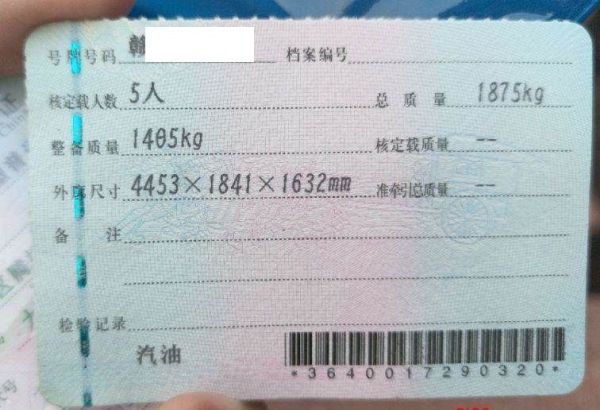 号牌号码 赣 档案编号
核定载人数 5人 总质量 1875kg
整备质量 1405kg 核定载质量 --
外廓尺寸 4453×1841×1632mm 准牵引总质量 --
备注
检验记录
汽油
*3640017290320*